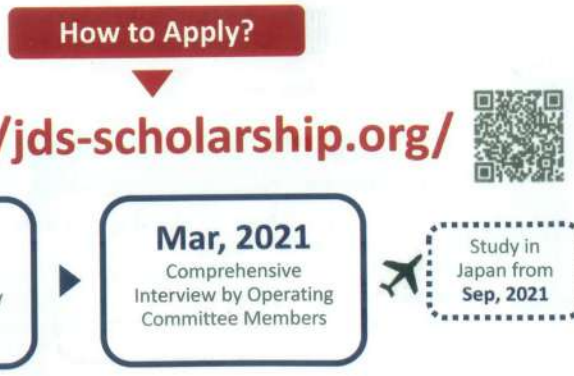 How to Apply?
/jds-scholarship.org/
Mar, 2021
Comprehensive
Interview by Operating
Committee Members
Study in
Japan from
Sep, 2021